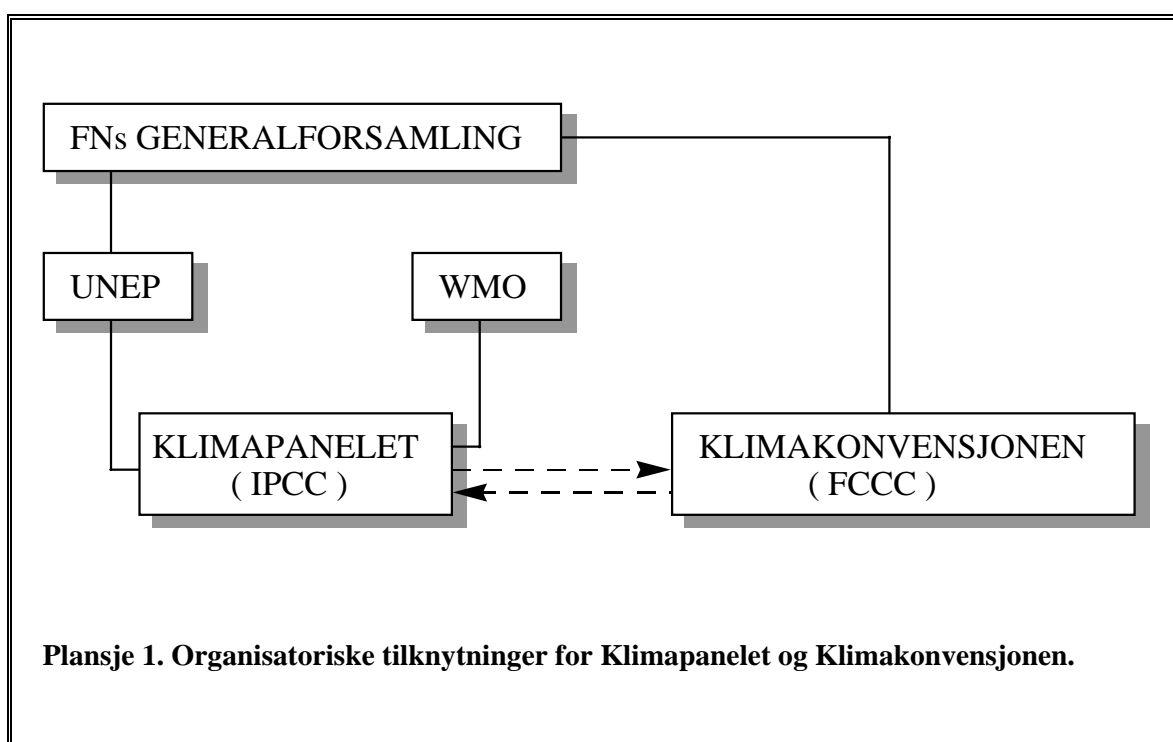 FNs GENERALFORSAMLING
UNEP
WMO
KLIMAPANELET
( IPCC )
KLIMAKONVENSJONEN
( FCCC )
Plansje 1. Organisatoriske tilknytninger for Klimapanelet og Klimakonvensjonen.